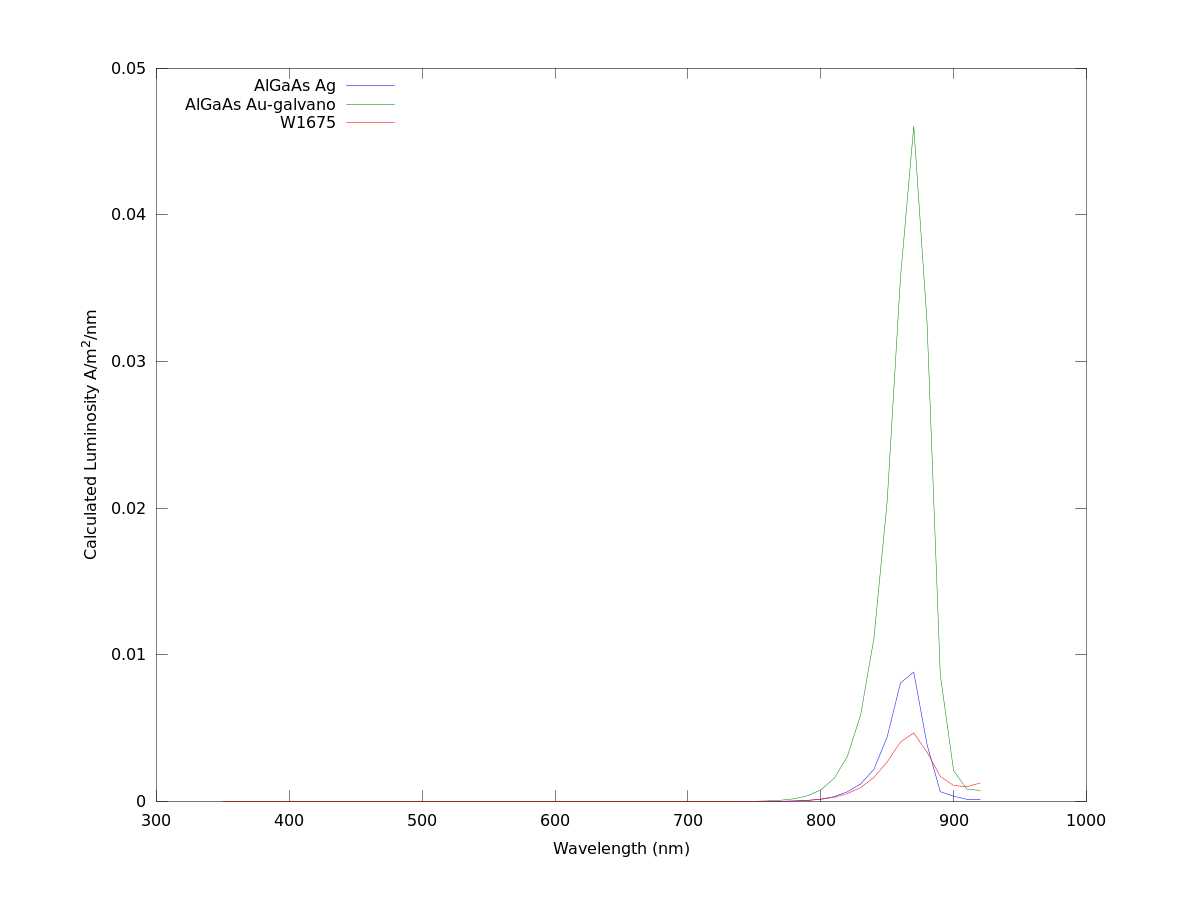 0.05
0.04
0.03
0.02
0.01
0
AlGaAs Ag
AlGaAs Au-galvano
W1675
Calculated Luminosity A/m²/nm
300 400 500 600 700 800 900 1000
Wavelength (nm)